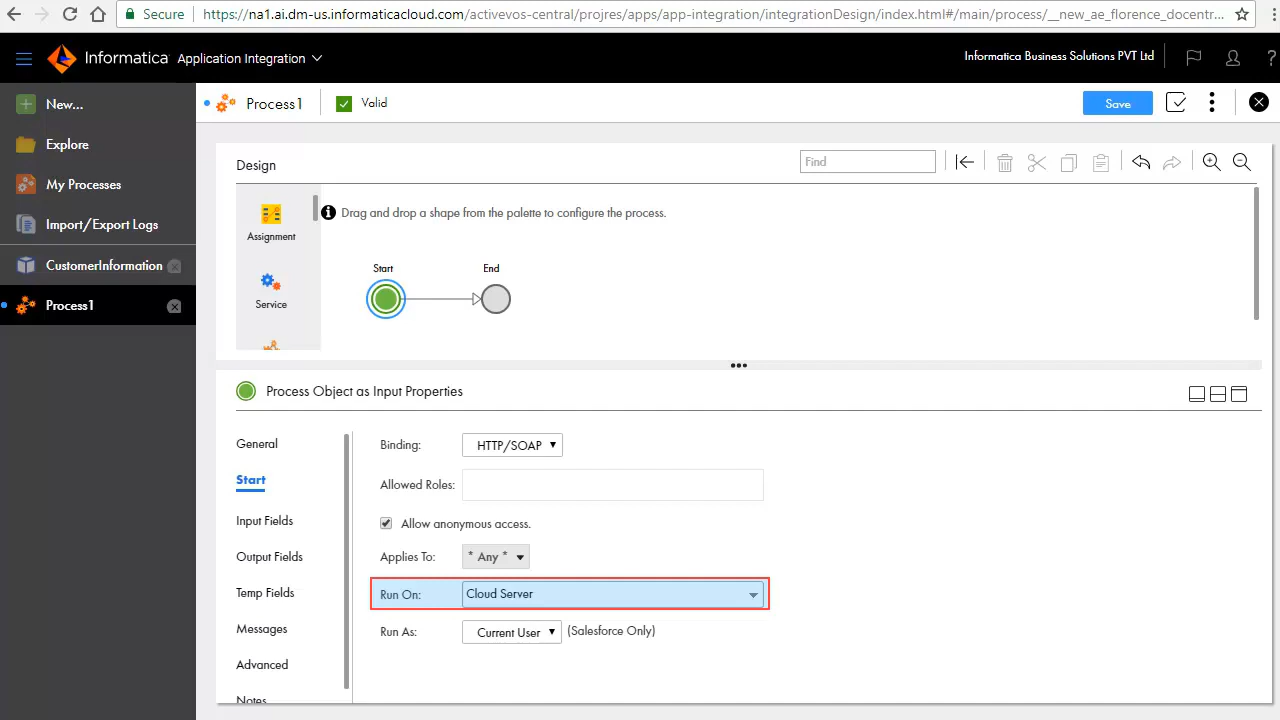 Secure https://na1.ai.dm-us.informaticacloud.com/activevos-central/projres/apps/app-integration/integrationDesign/index.html#/main/process/__new_ae_florence_docentr...
Informatica Application Integration
Informatica Business Solutions PVT Ltd
?
New...
Explore
My Processes
Import/Export Logs
CustomerInformation
Process1
Process1 Valid
Save
Design
Find
Assignment
Service
Drag and drop a shape from the palette to configure the process.
Start End
Process Object as Input Properties
General
Start
Input Fields
Output Fields
Temp Fields
Messages
Advanced
Notes
Binding: HTTP/SOAP
Allowed Roles:
Allow anonymous access.
Applies To: * Any *
Run On: Cloud Server
Run As: Current User (Salesforce Only)